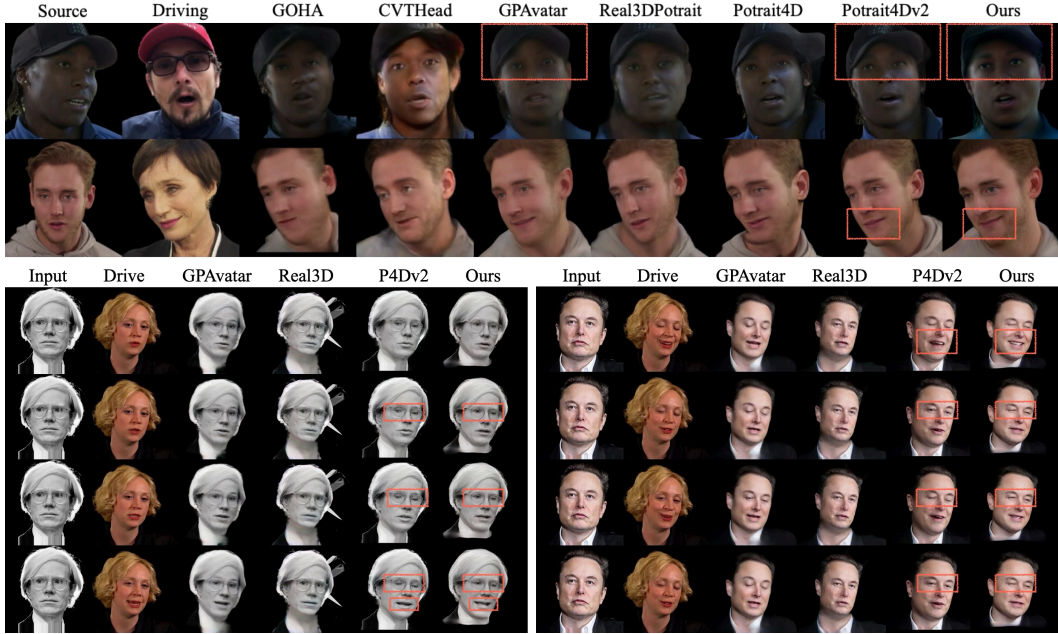 Source Driving GOHA CVTHead GPAvatar Real3DPotrait Potrait4D Potrait4Dv2 Ours
Input Drive GPAvatar Real3D P4Dv2 Ours
Input Drive GPAvatar Real3D P4Dv2 Ours